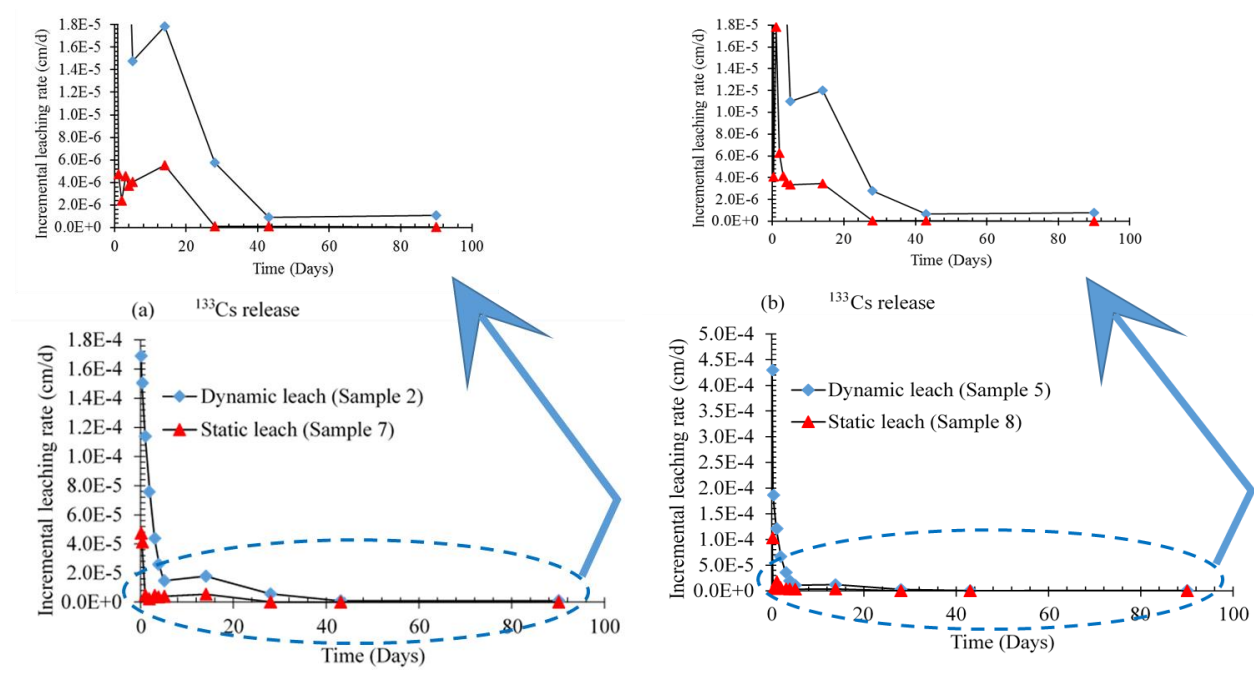 Incremental leaching rate (cm/d)
1.8E-5
1.6E-5
1.4E-5
1.2E-5
1.0E-5
8.0E-6
6.0E-6
4.0E-6
2.0E-6
0.0E+0
0 20 40 60 80 100
Time (Days)
(a) ¹³³Cs release
Incremental leaching rate (cm/d)
1.8E-5
1.6E-5
1.4E-5
1.2E-5
1.0E-5
8.0E-6
6.0E-6
4.0E-6
2.0E-6
0.0E+0
0 20 40 60 80 100
Time (Days)
(b) ¹³³Cs release
Incremental leaching rate (cm/d)
1.8E-4
1.6E-4
1.4E-4
1.2E-4
1.0E-4
8.0E-5
6.0E-5
4.0E-5
2.0E-5
0.0E+0
Dynamic leach (Sample 2)
Static leach (Sample 7)
0 20 40 60 80 100
Time (Days)
Incremental leaching rate (cm/d)
5.0E-4
4.5E-4
4.0E-4
3.5E-4
3.0E-4
2.5E-4
2.0E-4
1.5E-4
1.0E-4
5.0E-5
0.0E+0
Dynamic leach (Sample 5)
Static leach (Sample 8)
0 20 40 60 80 100
Time (Days)